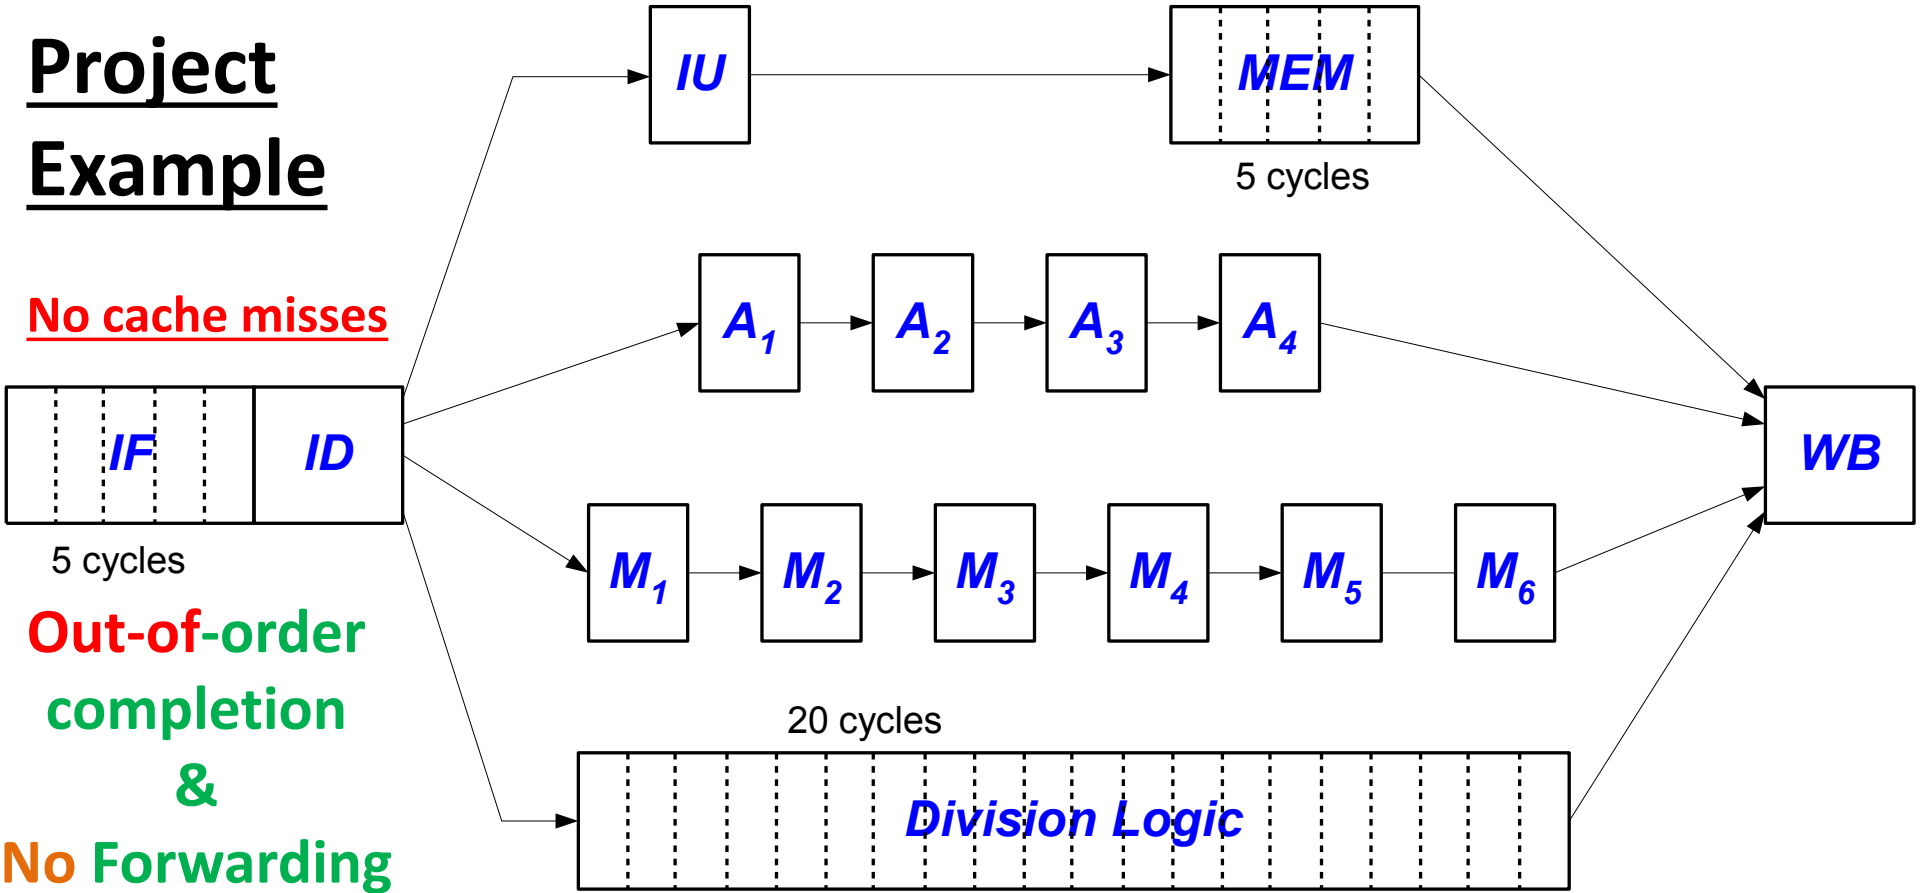 Project
Example
No cache misses
IU
MEM
5 cycles
A1
A2
A3
A4
IF
ID
WB
5 cycles
M1
M2
M3
M4
M5
M6
Out-of-order
completion
&
No Forwarding
20 cycles
Division Logic